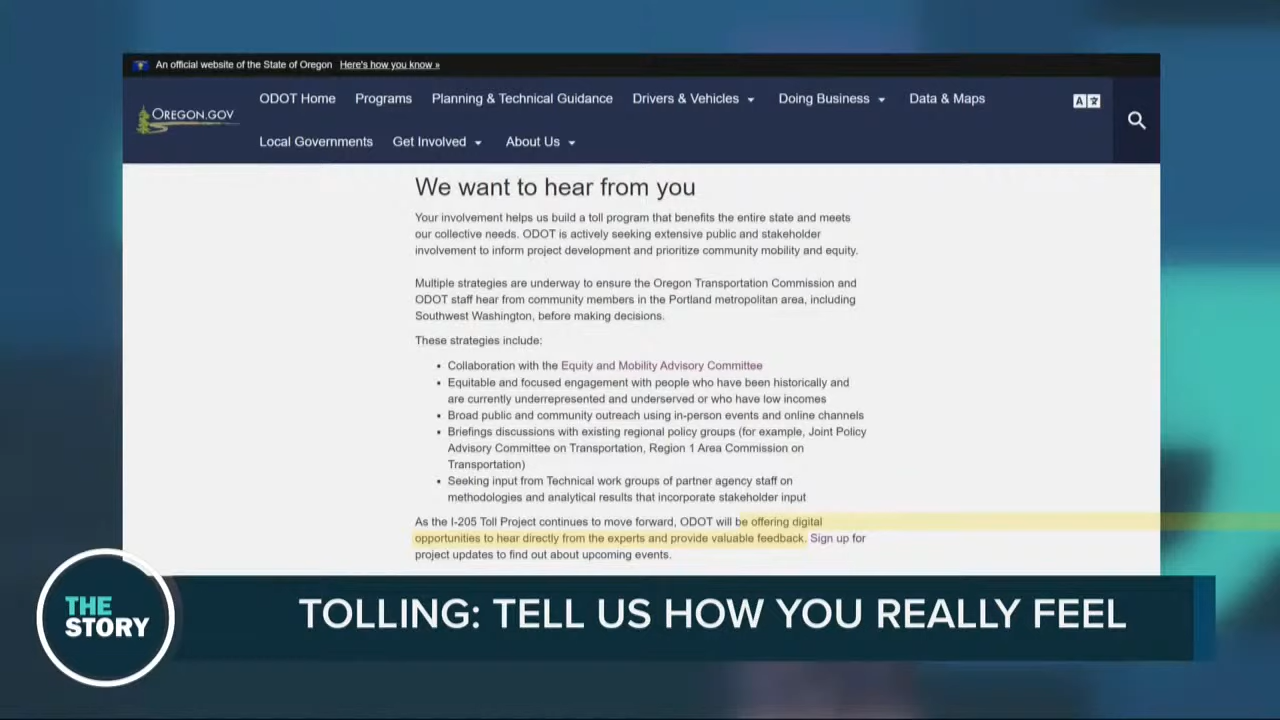 An official website of the State of Oregon Here's how you know »
OREGON.GOV
ODOT Home Programs Planning & Technical Guidance Drivers & Vehicles Doing Business Data & Maps
Local Governments Get Involved About Us
We want to hear from you
Your involvement helps us build a toll program that benefits the entire state and meets
our collective needs. ODOT is actively seeking extensive public and stakeholder
involvement to inform project development and prioritize community mobility and equity.
Multiple strategies are underway to ensure the Oregon Transportation Commission and
ODOT staff hear from community members in the Portland metropolitan area, including
Southwest Washington, before making decisions.
These strategies include:
• Collaboration with the Equity and Mobility Advisory Committee
• Equitable and focused engagement with people who have been historically and
are currently underrepresented and underserved or who have low incomes
• Broad public and community outreach using in-person events and online channels
• Briefings discussions with existing regional policy groups (for example, Joint Policy
Advisory Committee on Transportation, Region 1 Area Commission on
Transportation)
• Seeking input from Technical work groups of partner agency staff on
methodologies and analytical results that incorporate stakeholder input
As the I-205 Toll Project continues to move forward, ODOT will be offering digital
opportunities to hear directly from the experts and provide valuable feedback. Sign up for
project updates to find out about upcoming events.
THE
STORY
TOLLING: TELL US HOW YOU REALLY FEEL